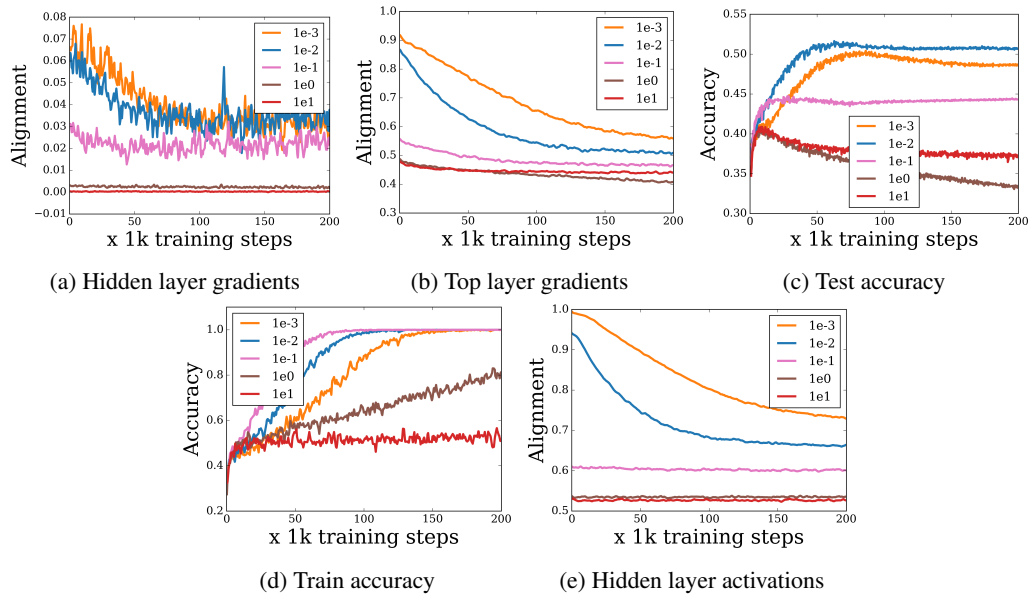 Alignment
0.08
0.07
0.06
0.05
0.04
0.03
0.02
0.01
0.00
−0.01
0
50
100
150
200
1e-3
1e-2
1e-1
1e0
1e1
x 1k training steps
(a) Hidden layer gradients
Alignment
1.0
0.9
0.8
0.7
0.6
0.5
0.4
0.3
0
50
100
150
200
1e-3
1e-2
1e-1
1e0
1e1
x 1k training steps
(b) Top layer gradients
Accuracy
0.55
0.50
0.45
0.40
0.35
0.30
0
50
100
150
200
1e-3
1e-2
1e-1
1e0
1e1
x 1k training steps
(c) Test accuracy
Accuracy
1.0
0.8
0.6
0.4
0.2
0
50
100
150
200
1e-3
1e-2
1e-1
1e0
1e1
x 1k training steps
(d) Train accuracy
Alignment
1.0
0.9
0.8
0.7
0.6
0.5
0
50
100
150
200
1e-3
1e-2
1e-1
1e0
1e1
x 1k training steps
(e) Hidden layer activations